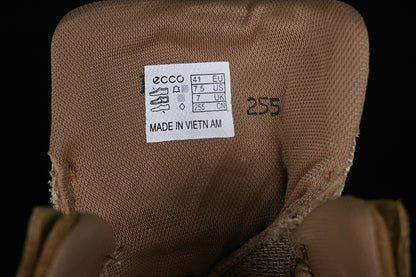 ecco
41 EU
7.5 US
7 UK
255 CN
MADE IN VIETN AM
255